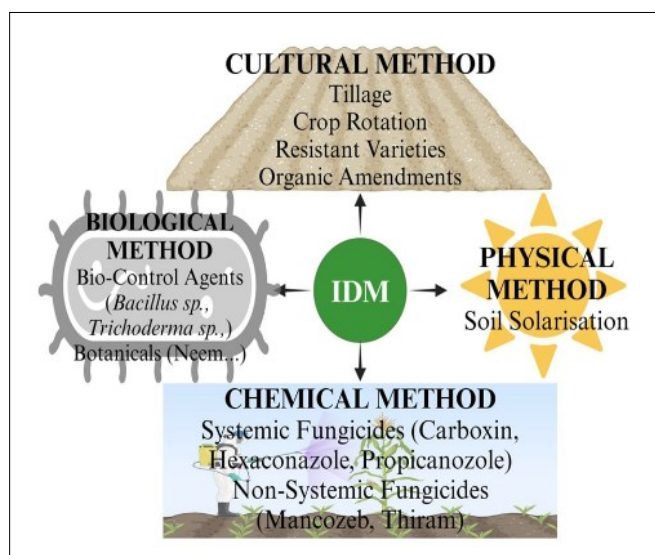 CULTURAL METHOD
Tillage
Crop Rotation
Resistant Varieties
Organic Amendments
BIOLOGICAL
METHOD
Bio-Control Agents
(Bacillus sp.,
Trichoderma sp.,)
Botanicals (Neem...)
IDM
PHYSICAL
METHOD
Soil Solarisation
CHEMICAL METHOD
Systemic Fungicides (Carboxin,
Hexaconazole, Propicanozole)
Non-Systemic Fungicides
(Mancozeb, Thiram)